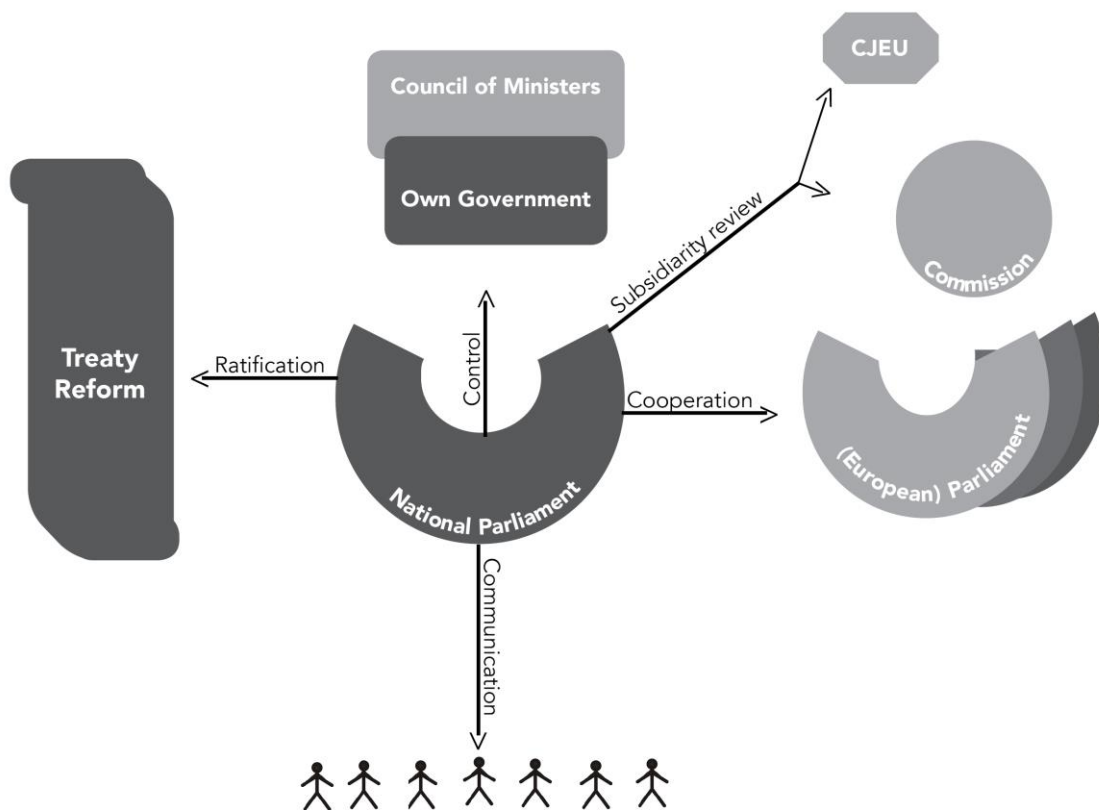 CJEU
Council of Ministers
Own Government
Subsidiarity review
Commission
Treaty
Reform
Ratification
Control
Cooperation
(European) Parliament
National Parliament
Communication